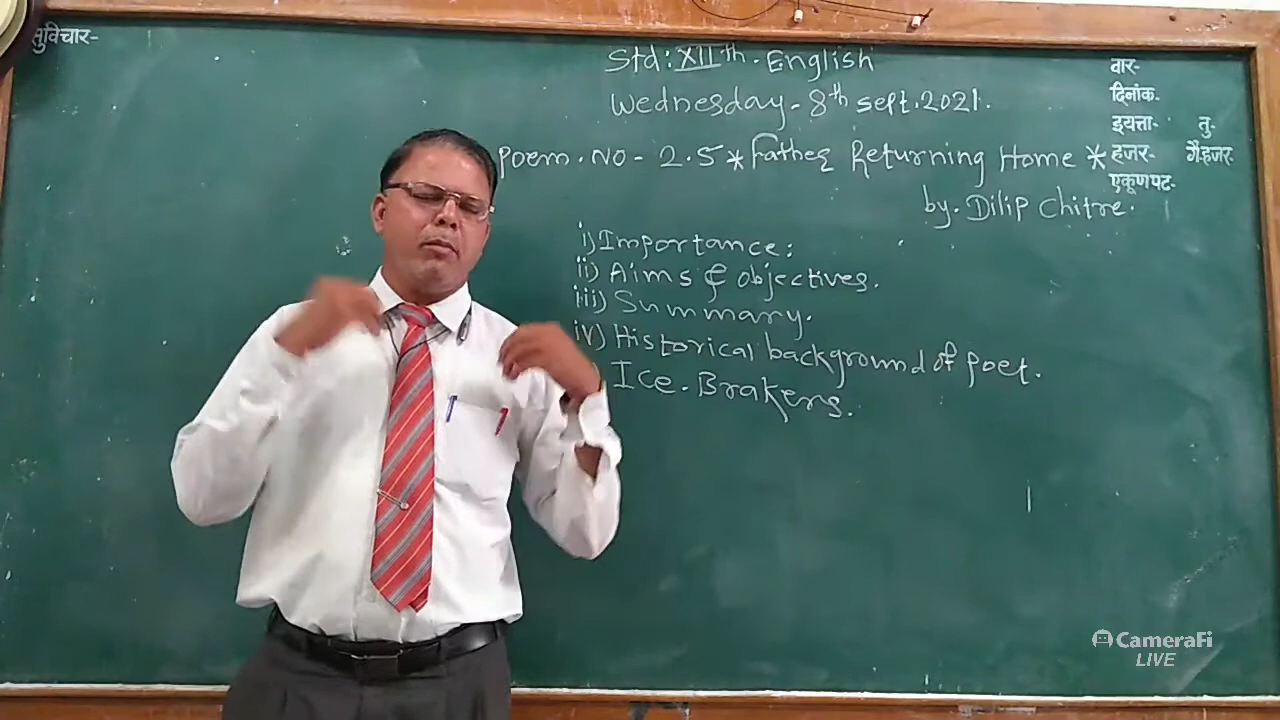 सुविचार-
Std: XIIth. English
Wednesday - 8th Sept. 2021.
Poem. No - 2.5 * Father Returning Home *
by. Dilip Chitre.
i) Importance:
ii) Aims & objectives.
iii) Summary.
iv) Historical background of poet.
Ice. Brakers.
वार-
दिनांक-
इयत्ता- तु.
हजर- गै.हजर-
एकूणपट-
CameraFi
LIVE